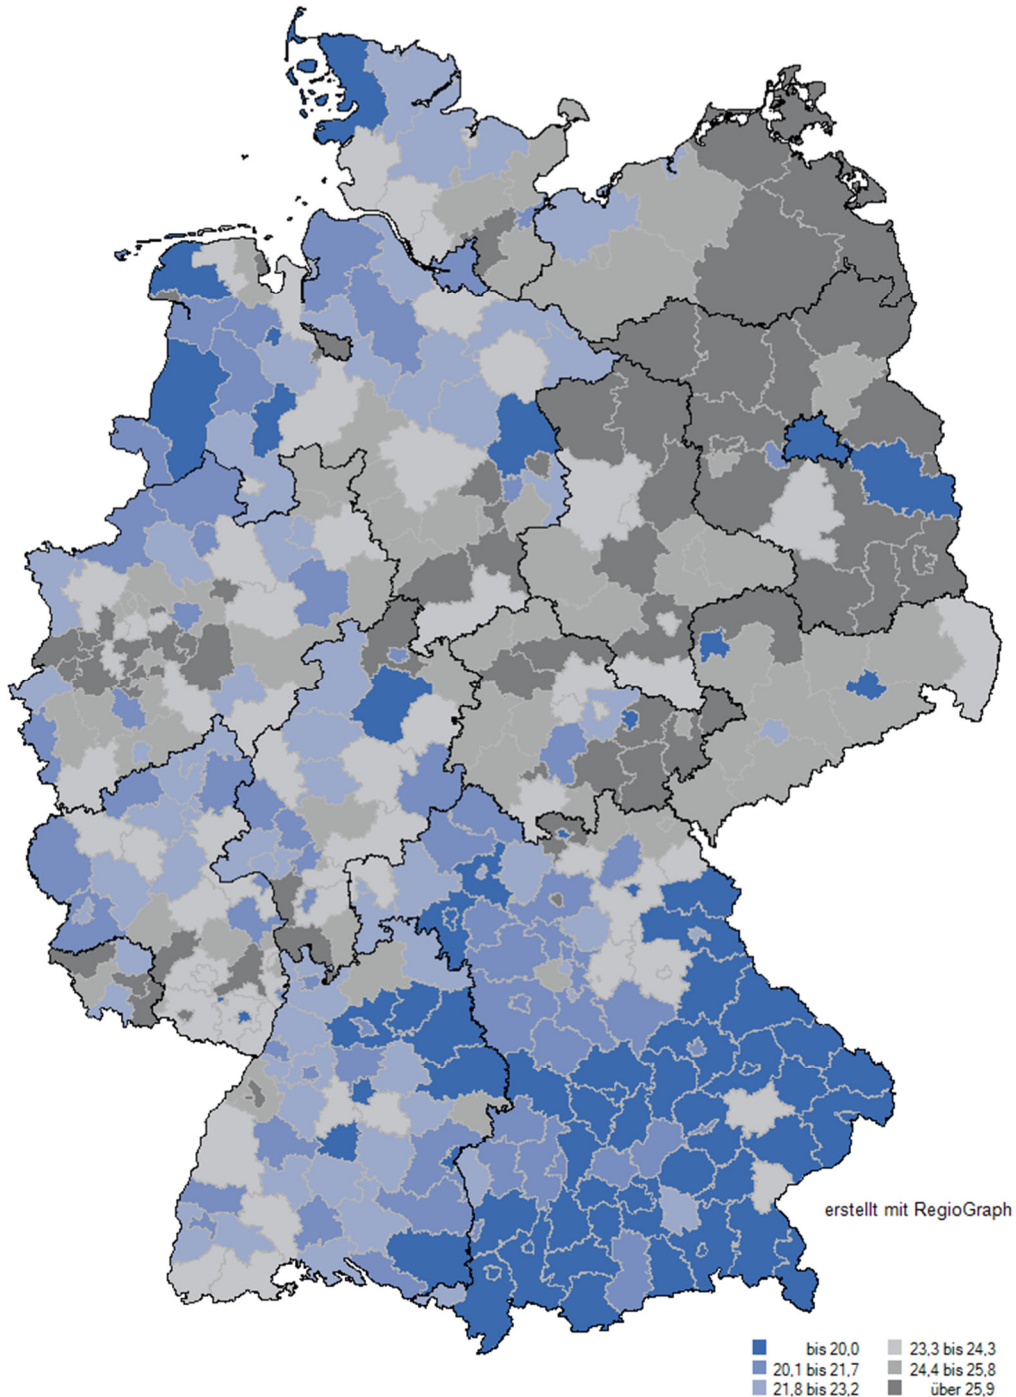 erstellt mit RegioGraph
bis 20,0
20,1 bis 21,7
21,8 bis 23,2
23,3 bis 24,3
24,4 bis 25,8
über 25,9